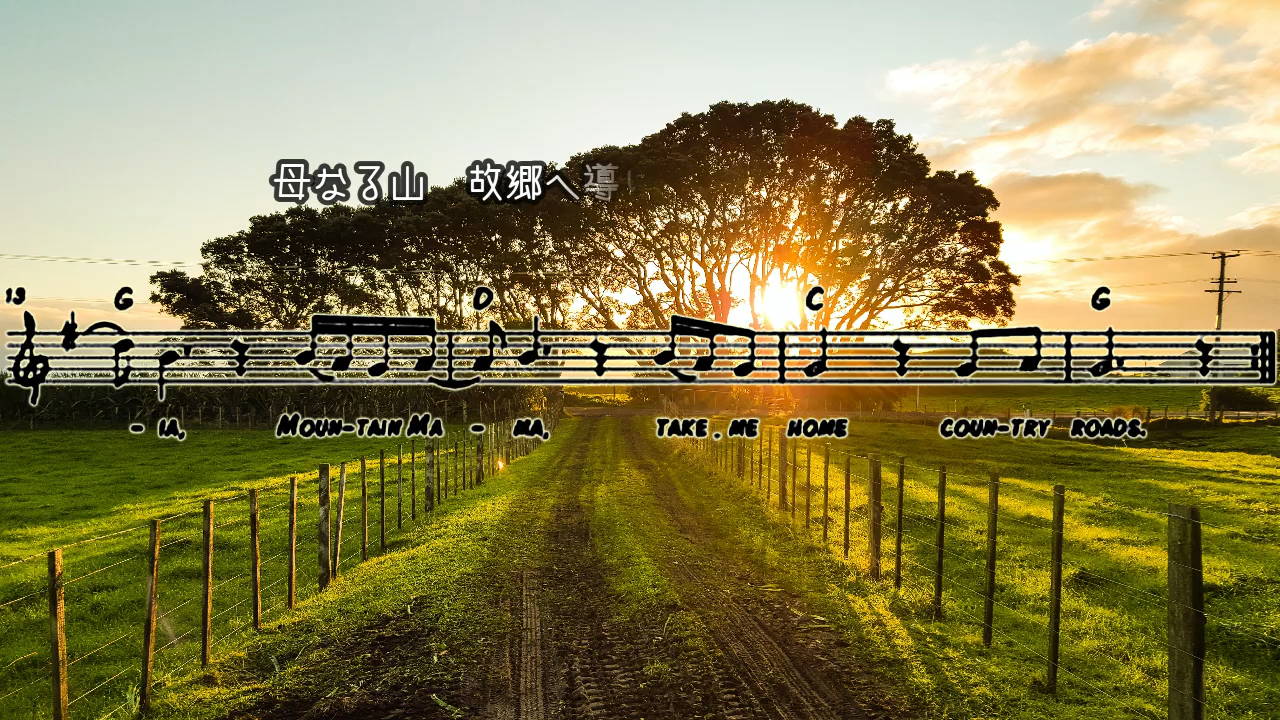 母なる山 故郷へ導
13 G D C G
- IA, MOUN-TAIN MA - MA, TAKE . ME HOME COUN-TRY ROADS.